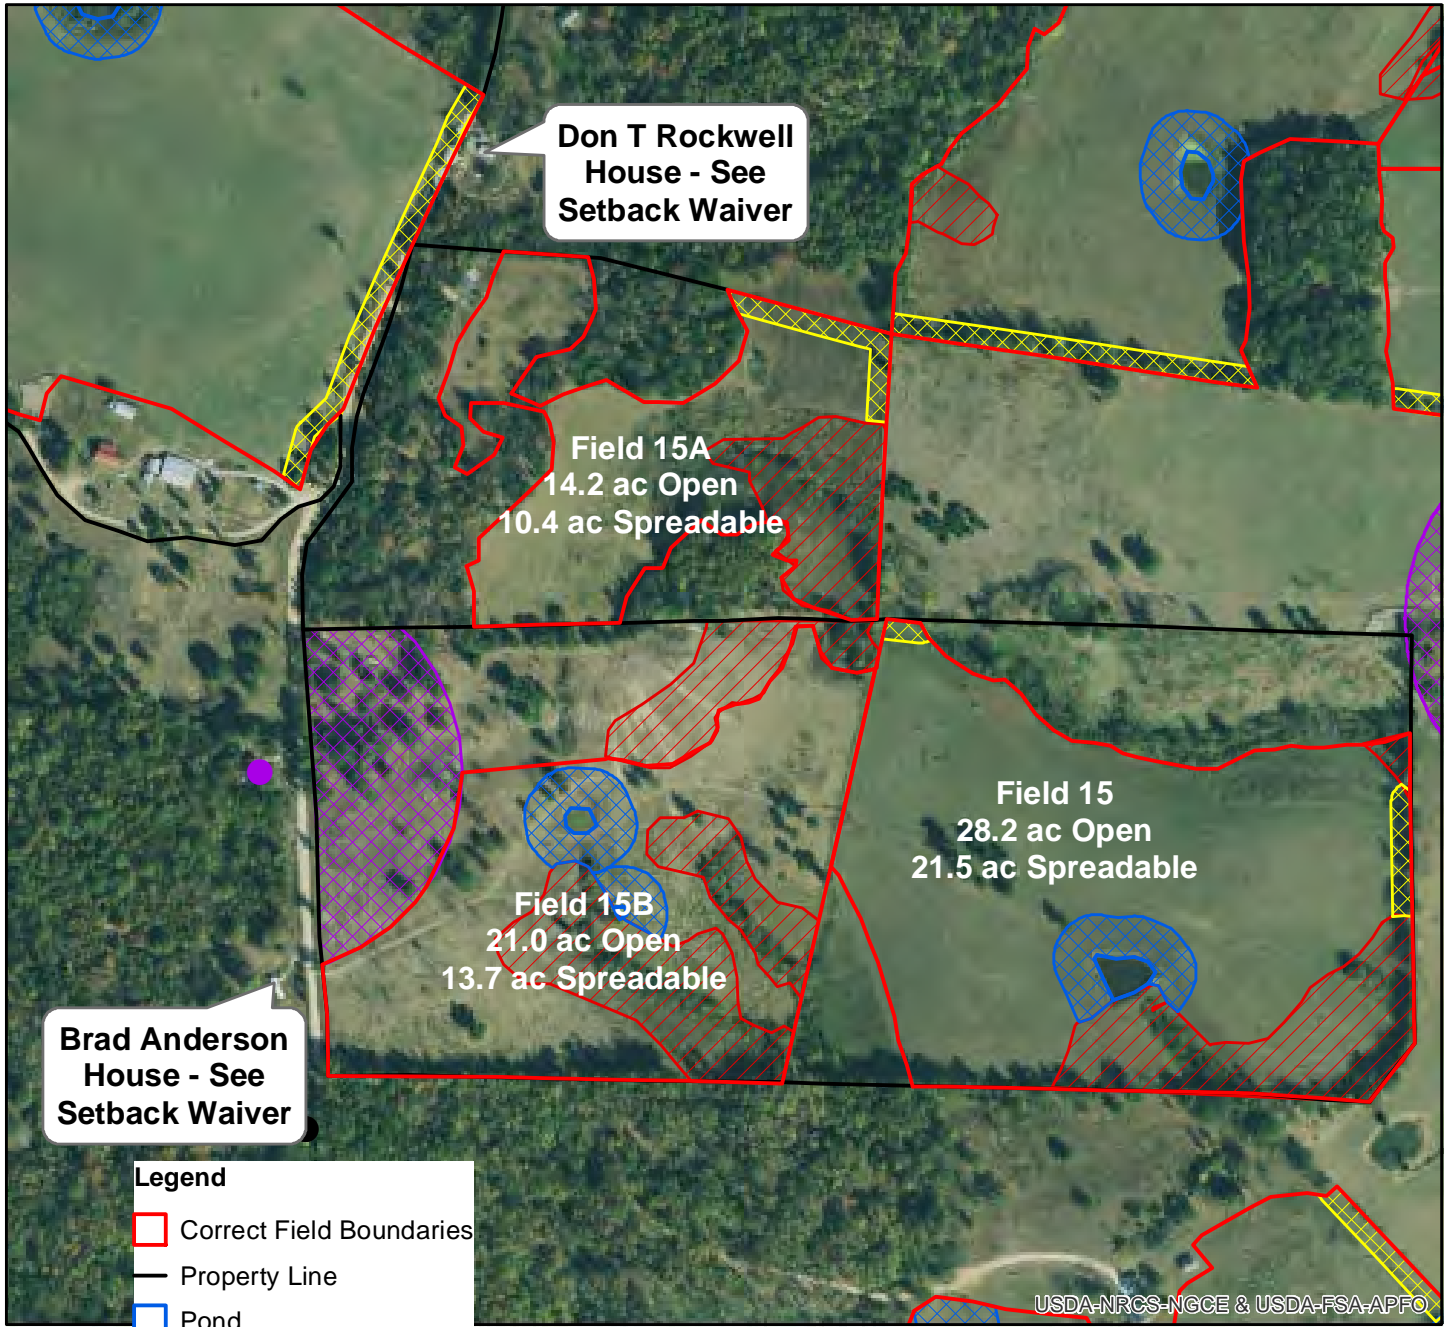 Don T Rockwell
House - See
Setback Waiver
Field 15A
14.2 ac Open
10.4 ac Spreadable
Field 15
28.2 ac Open
21.5 ac Spreadable
Field 15B
21.0 ac Open
13.7 ac Spreadable
Brad Anderson
House - See
Setback Waiver
Legend
Correct Field Boundaries
Property Line
Pond
USDA-NRCS-NGCE & USDA-FSA-APFO